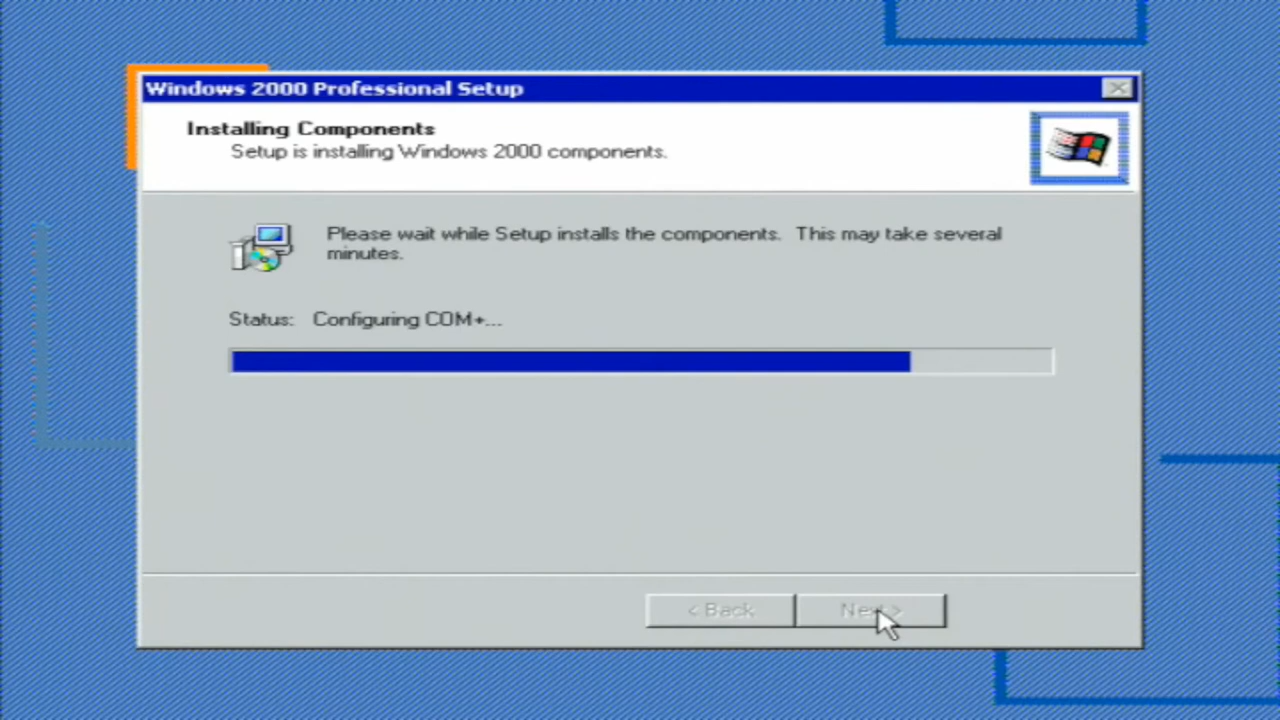 Windows 2000 Professional Setup
Installing Components
Setup is installing Windows 2000 components.
Please wait while Setup installs the components.  This may take several
minutes.
Status:  Configuring COM+...
< Back
Next >